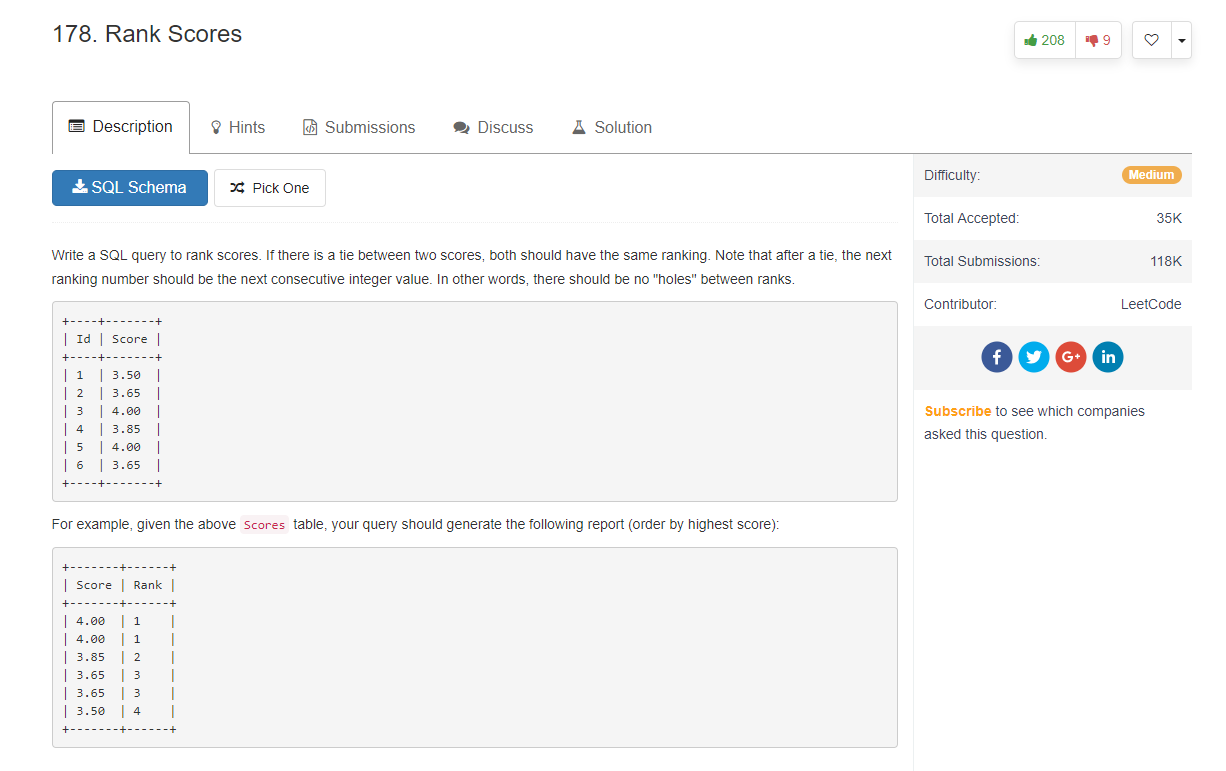 178. Rank Scores
208
9
Description
Hints
Submissions
Discuss
Solution
SQL Schema
Pick One
Write a SQL query to rank scores. If there is a tie between two scores, both should have the same ranking. Note that after a tie, the next
ranking number should be the next consecutive integer value. In other words, there should be no "holes" between ranks.
+----+-------+
| Id | Score |
+----+-------+
| 1  | 3.50  |
| 2  | 3.65  |
| 3  | 4.00  |
| 4  | 3.85  |
| 5  | 4.00  |
| 6  | 3.65  |
+----+-------+
For example, given the above Scores table, your query should generate the following report (order by highest score):
+-------+------+
| Score | Rank |
+-------+------+
| 4.00  | 1    |
| 4.00  | 1    |
| 3.85  | 2    |
| 3.65  | 3    |
| 3.65  | 3    |
| 3.50  | 4    |
+-------+------+
Difficulty: Medium
Total Accepted: 35K
Total Submissions: 118K
Contributor: LeetCode
f G+ in
Subscribe to see which companies
asked this question.